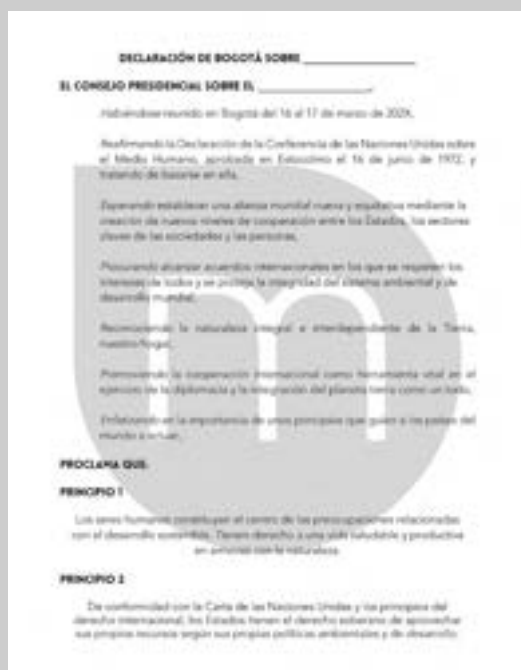 DECLARACIÓN DE BOGOTÁ SOBRE ____________________
EL CONSEJO PRESIDENCIAL SOBRE EL ____________________,
Habiéndose reunido en Bogotá del 16 al 17 de marzo de
Reafirmando la Declaración de la Conferencia de las Naciones Unidas sobre
el Medio Humano, aprobada en Estocolmo el 16 de junio de 1972, y
tratando de basarse en ella,
Esperando establecer una alianza mundial nueva y equitativa mediante la
creación de nuevos niveles de cooperación entre los Estados, los sectores
claves de las sociedades y las personas,
Procurando alcanzar acuerdos internacionales en los que se respeten los
intereses de todos y se proteja la integridad del sistema ambiental y de
desarrollo mundial,
Reconociendo la naturaleza integral e interdependiente de la Tierra,
nuestro hogar,
Promoviendo la cooperación internacional como herramienta vital en el
ejercicio de la diplomacia y la integración del planeta tierra como un todo,
Enfatizando en la importancia de unos principios que guíen a los países del
mundo a actuar,
PROCLAMA QUE:
PRINCIPIO 1
Los seres humanos constituyen el centro de las preocupaciones relacionadas
con el desarrollo sostenible. Tienen derecho a una vida saludable y productiva
en armonía con la naturaleza.
PRINCIPIO 2
De conformidad con la Carta de las Naciones Unidas y los principios del
derecho internacional, los Estados tienen el derecho soberano de aprovechar
sus propios recursos según sus propias políticas ambientales y de desarrollo